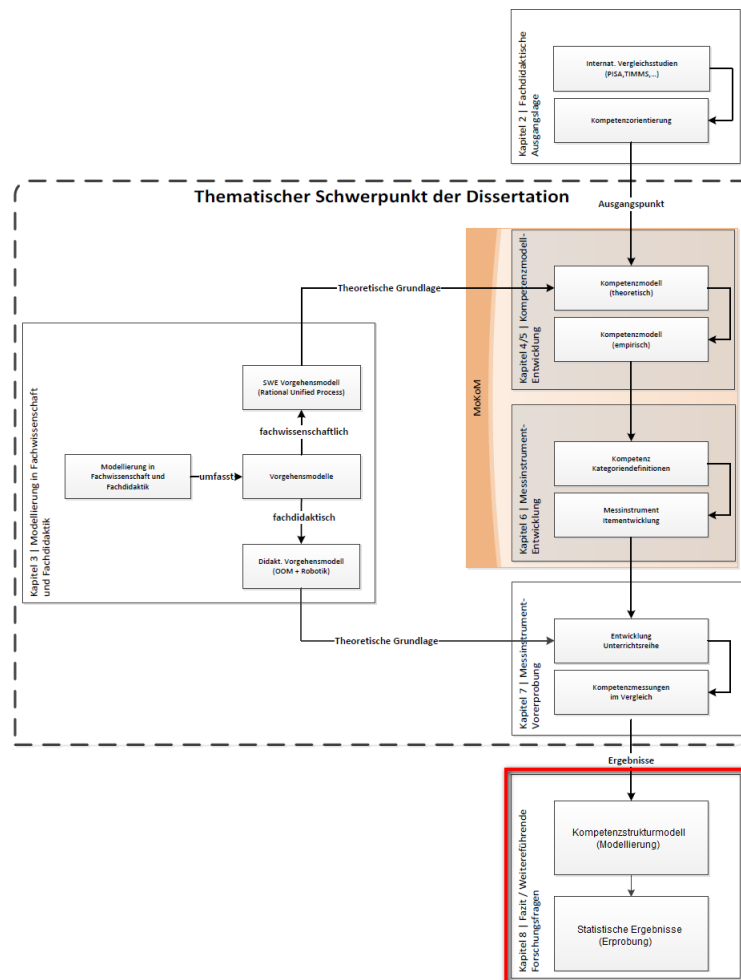 Kapitel 2 | Fachdidaktische
Ausgangslage
Internat. Vergleichsstudien
(PISA,TIMMS,...)
Kompetenzorientierung
Thematischer Schwerpunkt der Dissertation
Ausgangspunkt
MoKoM
Kapitel 4/5 | Kompetenzmodell-
Entwicklung
Kompetenzmodell
(theoretisch)
Kompetenzmodell
(empirisch)
Theoretische Grundlage
Kapitel 3 | Modellierung in Fachwissenschaft
und Fachdidaktik
SWE Vorgehensmodell
(Rational Unified Process)
fachwissenschaftlich
Modellierung in
Fachwissenschaft und
Fachdidaktik
umfasst
Vorgehensmodelle
fachdidaktisch
Didakt. Vorgehensmodell
(OOM + Robotik)
Kapitel 6 | Messinstrument-
Entwicklung
Kompetenz
Kategoriendefinitionen
Messinstrument
Itementwicklung
Theoretische Grundlage
Kapitel 7 | Messinstrument-
Vorerprobung
Entwicklung
Unterrichtsreihe
Kompetenzmessungen
im Vergleich
Ergebnisse
Kapitel 8 | Fazit / Weitereführende
Forschungsfragen
Kompetenzstrukturmodell
(Modellierung)
Statistische Ergebnisse
(Erprobung)